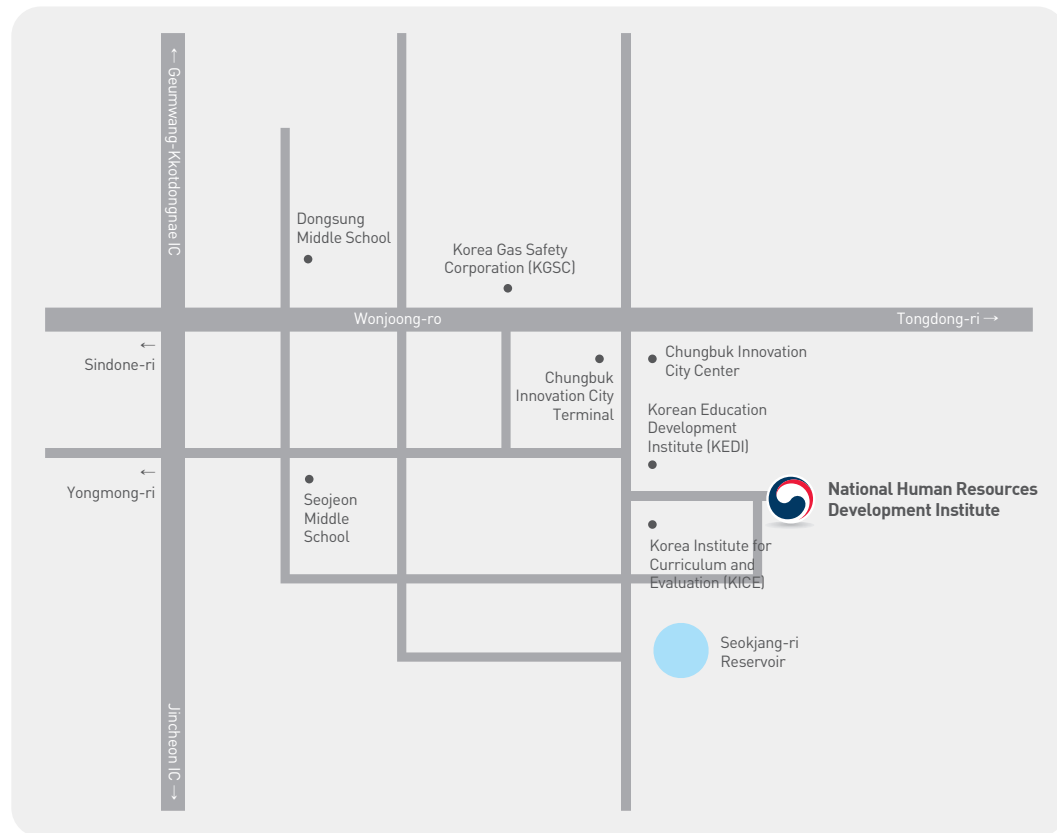 ← Geumwang-Kkotdongnae IC
Dongsung
Middle School
Korea Gas Safety
Corporation (KGSC)
Wonjoong-ro
Tongdong-ri →
←
Sindone-ri
Chungbuk
Innovation City
Terminal
Chungbuk Innovation
City Center
Korean Education
Development
Institute (KEDI)
←
Yongmong-ri
Seojeon
Middle
School
National Human Resources
Development Institute
Korea Institute for
Curriculum and
Evaluation (KICE)
Seokjang-ri
Reservoir
Jincheon IC →